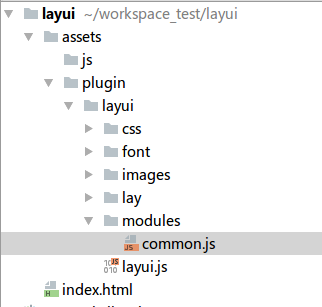 layui ~/workspace_test/layui
assets
js
plugin
layui
css
font
images
lay
modules
common.js
layui.js
index.html